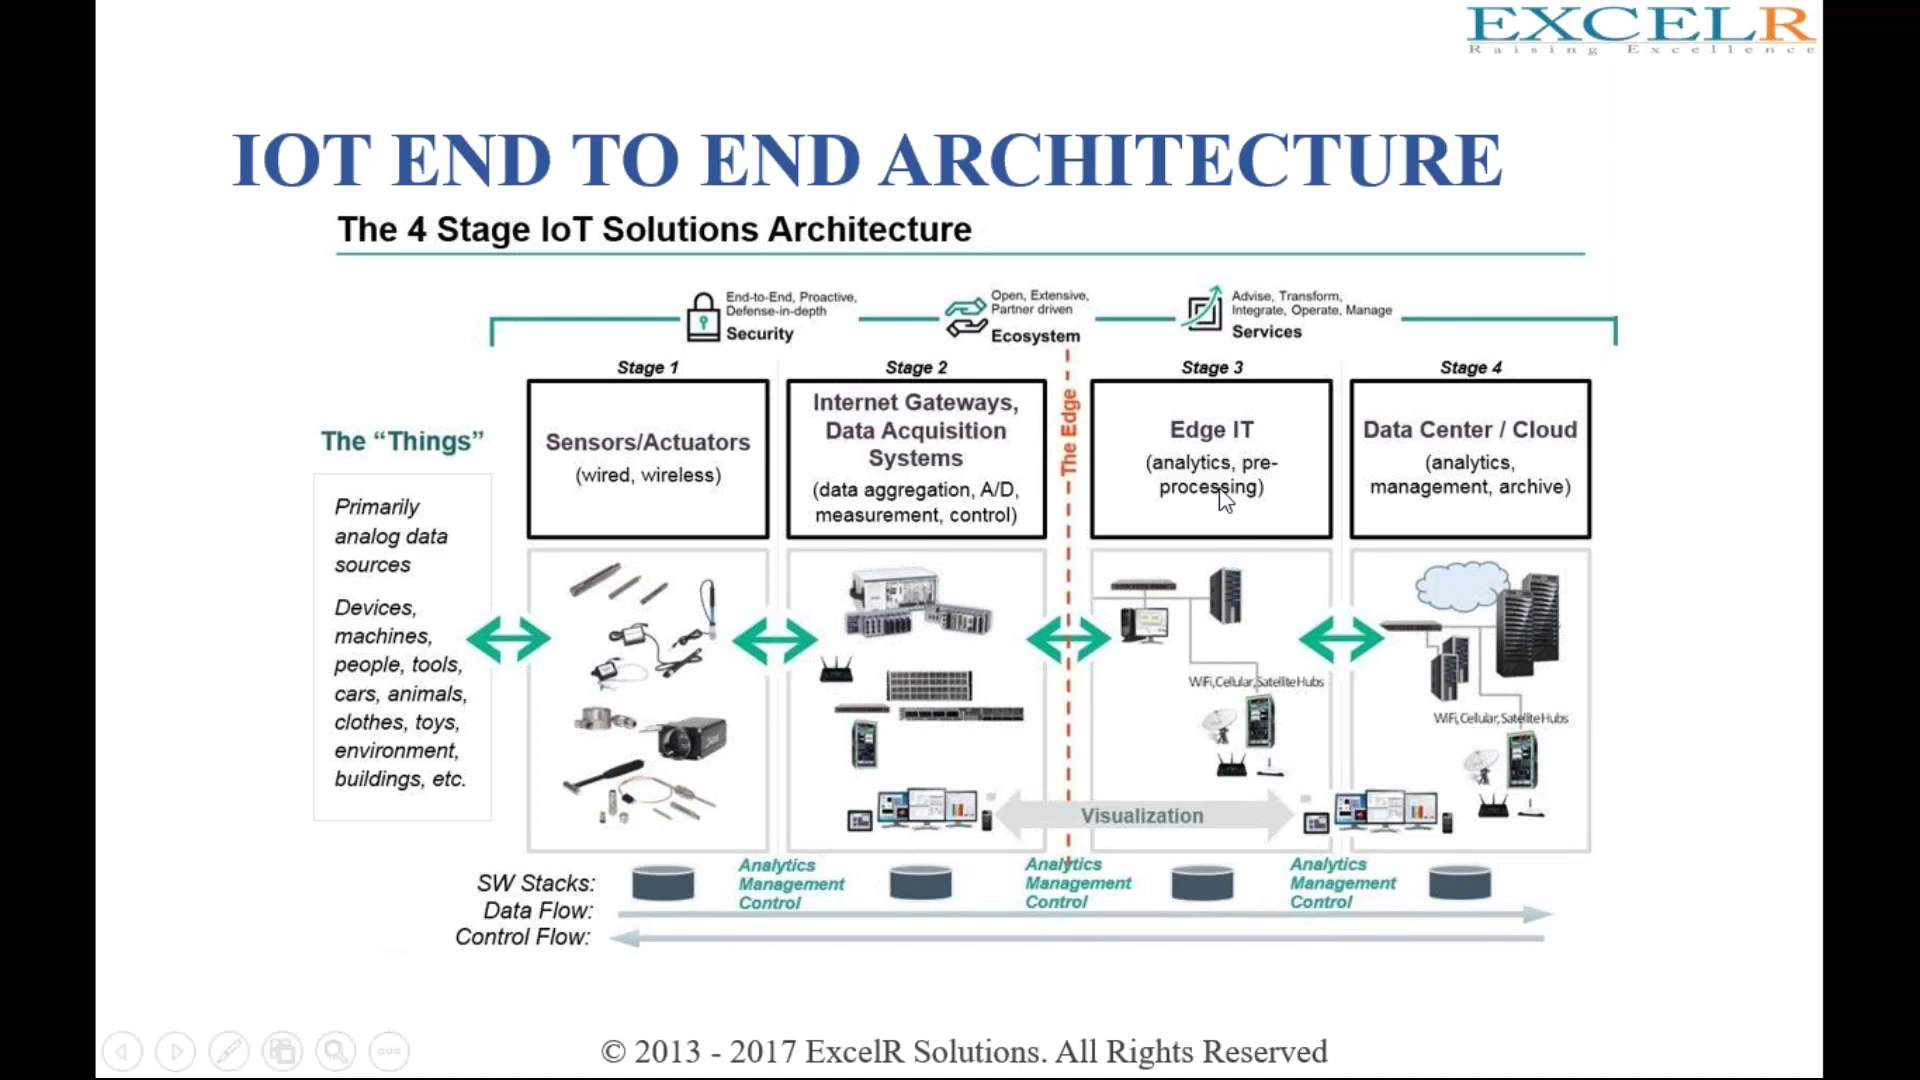 EXCELR
Raising Excellence
IOT END TO END ARCHITECTURE
The 4 Stage IoT Solutions Architecture
End-to-End, Proactive,
Defense-in-depth
Security
Open, Extensive,
Partner driven
Ecosystem
Advise, Transform,
Integrate, Operate, Manage
Services
The “Things”
Primarily
analog data
sources
Devices,
machines,
people, tools,
cars, animals,
clothes, toys,
environment,
buildings, etc.
Stage 1
Sensors/Actuators
(wired, wireless)
Stage 2
Internet Gateways,
Data Acquisition
Systems
(data aggregation, A/D,
measurement, control)
The Edge
Stage 3
Edge IT
(analytics, pre-
processing)
WiFi,Cellular,Satellite Hubs
Stage 4
Data Center / Cloud
(analytics,
management, archive)
WiFi,Cellular,Satellite Hubs
Visualization
SW Stacks:
Analytics
Management
Control
Analytics
Management
Control
Analytics
Management
Control
Data Flow:
Control Flow:
© 2013 - 2017 ExcelR Solutions. All Rights Reserved